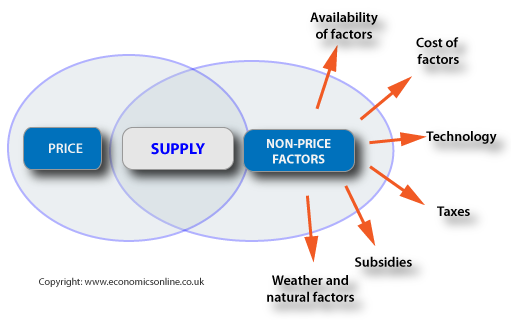 Availability
of factors
Cost of
factors
Technology
PRICE
SUPPLY
NON-PRICE
FACTORS
Taxes
Subsidies
Weather and
natural factors
Copyright: www.economicsonline.co.uk